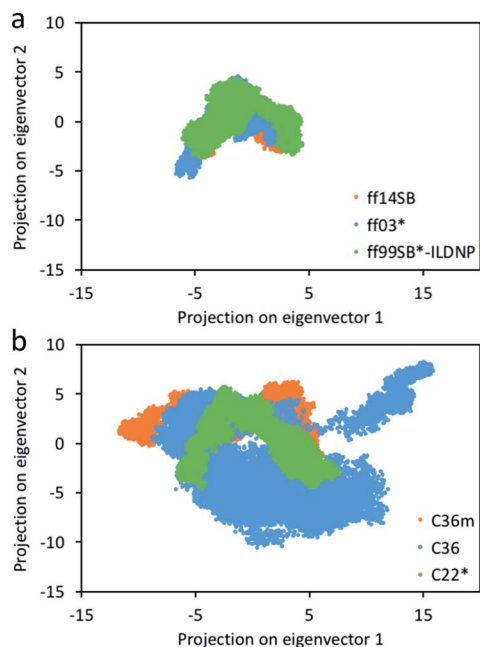 a
10
5
0
-5
-10
-15
-15
-5
5
15
Projection on eigenvector 2
Projection on eigenvector 1
ff14SB
ff03*
ff99SB*-ILDNP
b
10
5
0
-5
-10
-15
-15
-5
5
15
Projection on eigenvector 2
Projection on eigenvector 1
C36m
C36
C22*